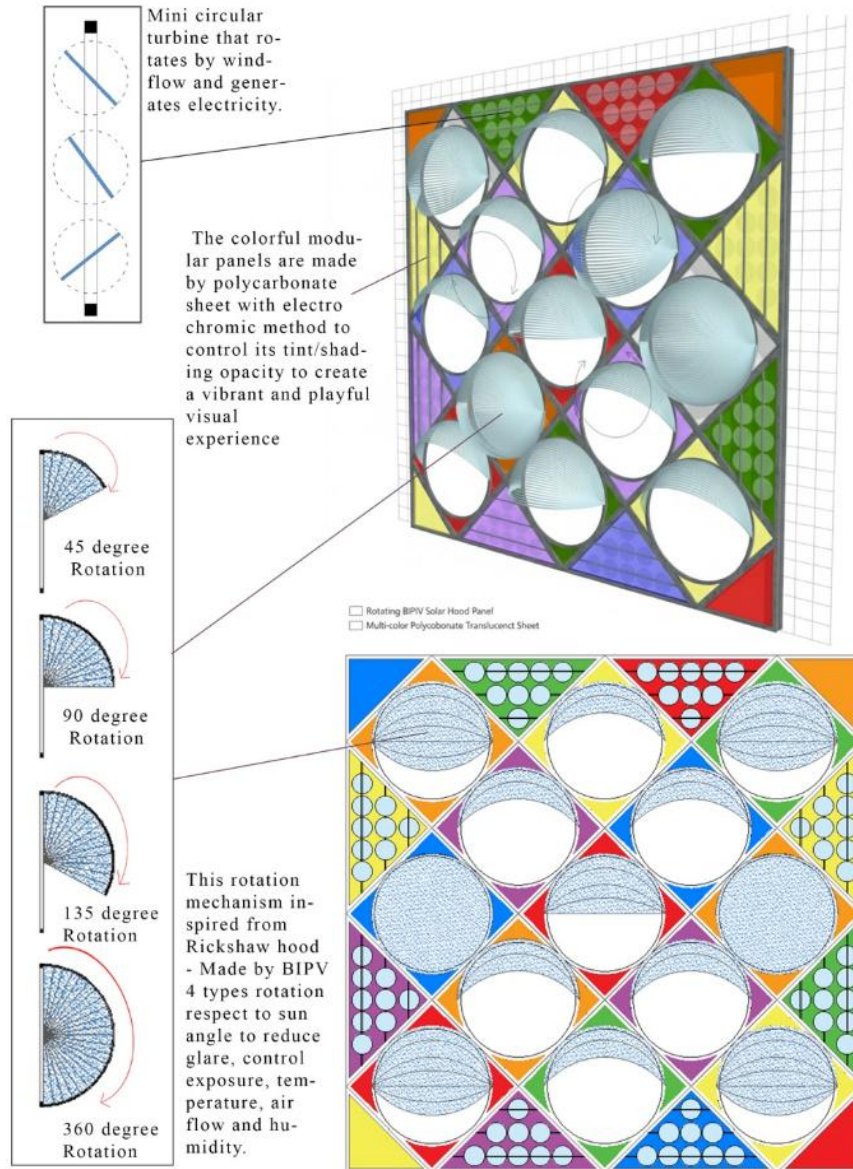 Mini circular
turbine that ro-
tates by wind-
flow and gener-
ates electricity.
The colorful modu-
lar panels are made
by polycarbonate
sheet with electro
chromic method to
control its tint/shad-
ing opacity to create
a vibrant and playful
visual
experience
45 degree
Rotation
90 degree
Rotation
135 degree
Rotation
360 degree
Rotation
Rotating BIPIV Solar Hood Panel
Multi-color Polycobonate Translucenct Sheet
This rotation
mechanism in-
spired from
Rickshaw hood
- Made by BIPV
4 types rotation
respect to sun
angle to reduce
glare, control
exposure, tem-
perature, air
flow and hu-
midity.